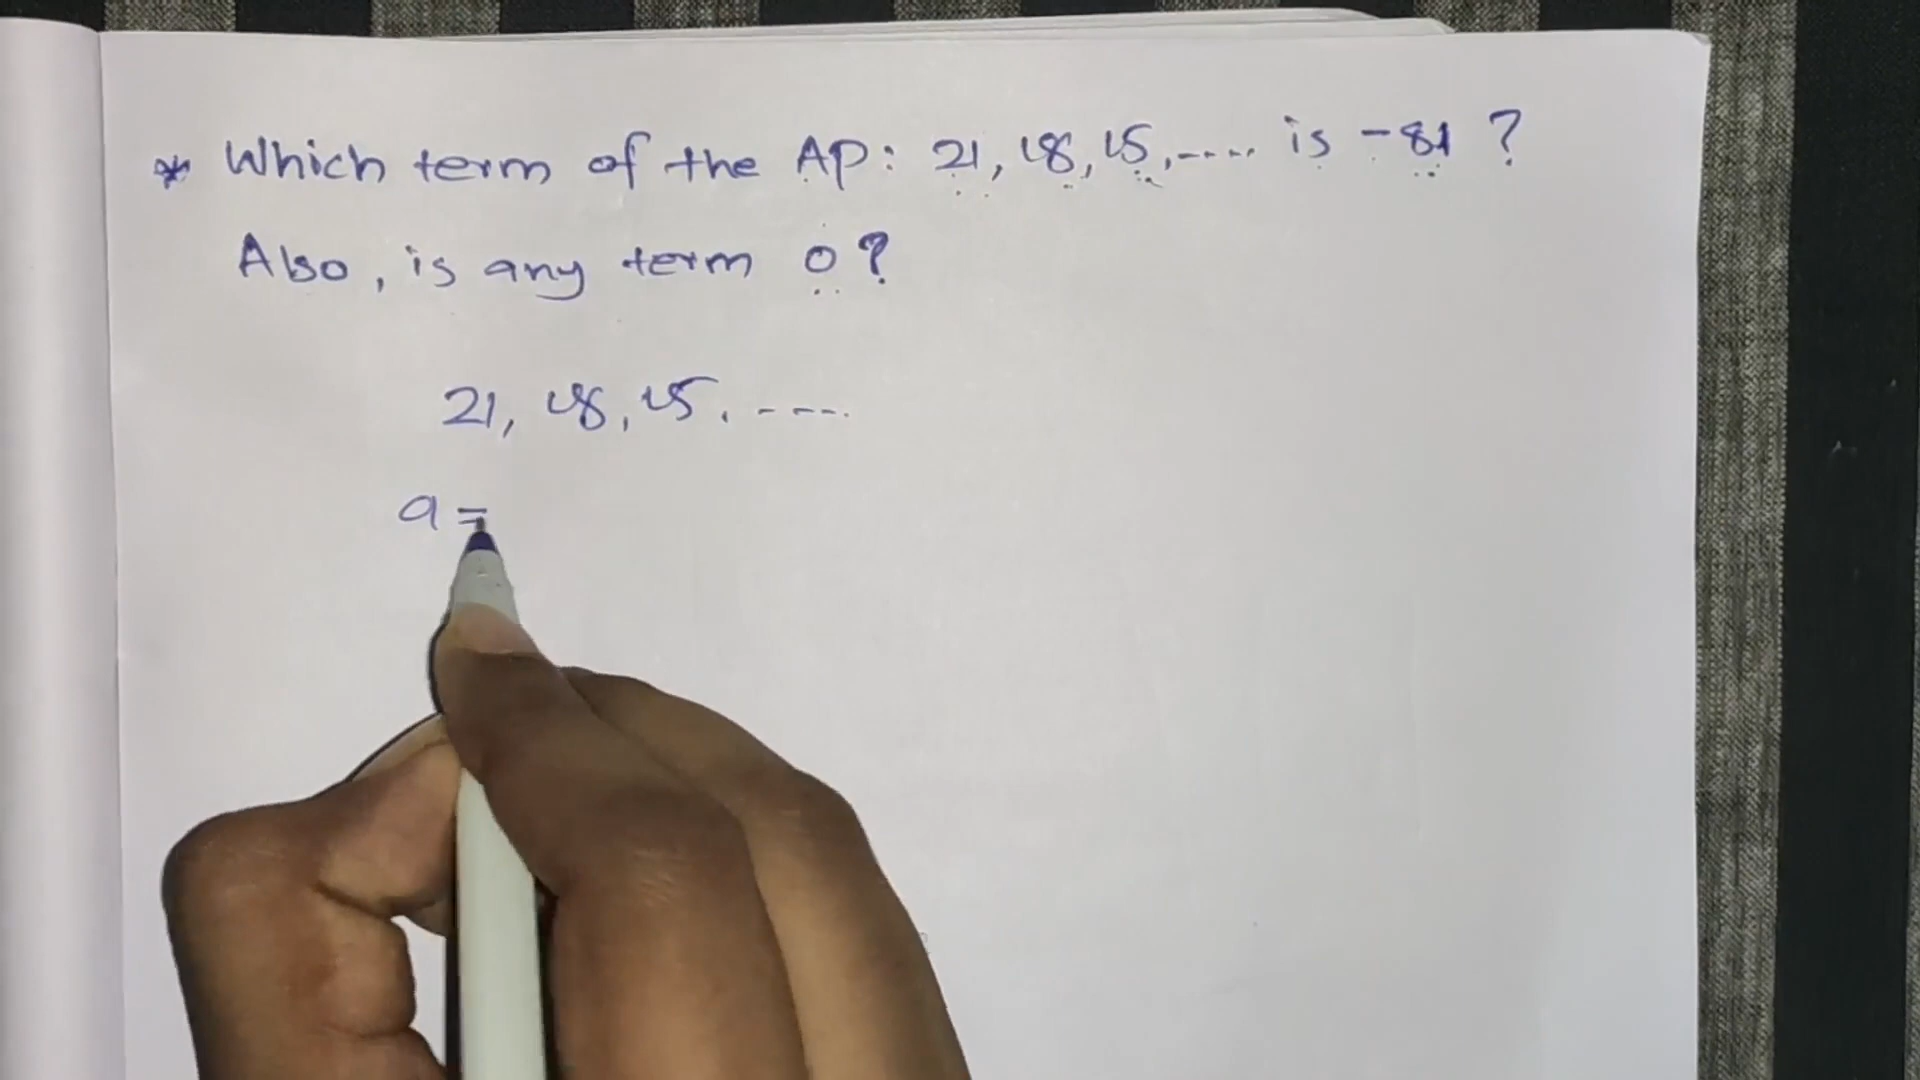 * Which term of the AP: 21, 18, 15, ---- is -81 ?
Also, is any term 0?
21, 18, 15, ----
a =